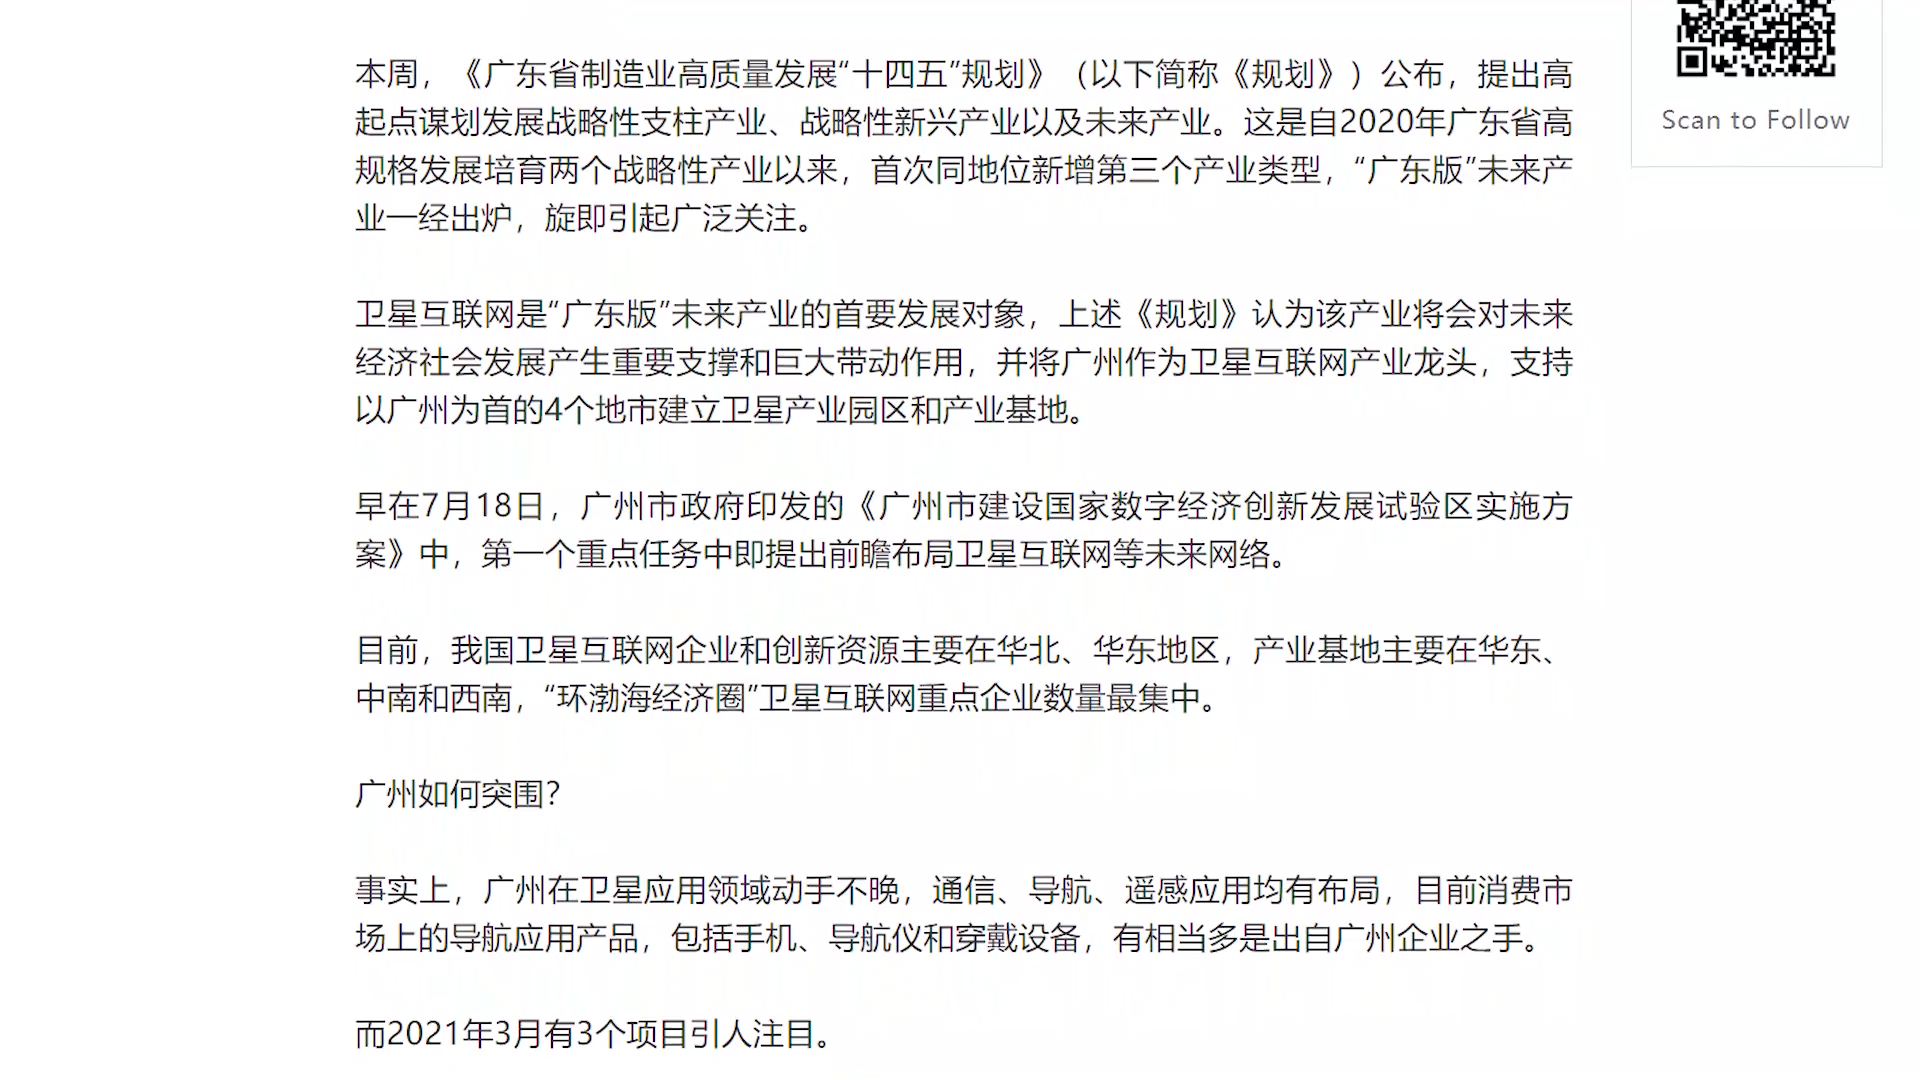 本周，《广东省制造业高质量发展“十四五”规划》（以下简称《规划》）公布，提出高
起点谋划发展战略性支柱产业、战略性新兴产业以及未来产业。这是自2020年广东省高
规格发展培育两个战略性产业以来，首次同地位新增第三个产业类型，“广东版”未来产
业一经出炉，旋即引起广泛关注。
卫星互联网是“广东版”未来产业的首要发展对象，上述《规划》认为该产业将会对未来
经济社会发展产生重要支撑和巨大带动作用，并将广州作为卫星互联网产业龙头，支持
以广州为首的4个地市建立卫星产业园区和产业基地。
早在7月18日，广州市政府印发的《广州市建设国家数字经济创新发展试验区实施方
案》中，第一个重点任务中即提出前瞻布局卫星互联网等未来网络。
目前，我国卫星互联网企业和创新资源主要在华北、华东地区，产业基地主要在华东、
中南和西南，“环渤海经济圈”卫星互联网重点企业数量最集中。
广州如何突围？
事实上，广州在卫星应用领域动手不晚，通信、导航、遥感应用均有布局，目前消费市
场上的导航应用产品，包括手机、导航仪和穿戴设备，有相当多是出自广州企业之手。
而2021年3月有3个项目引人注目。
Scan to Follow